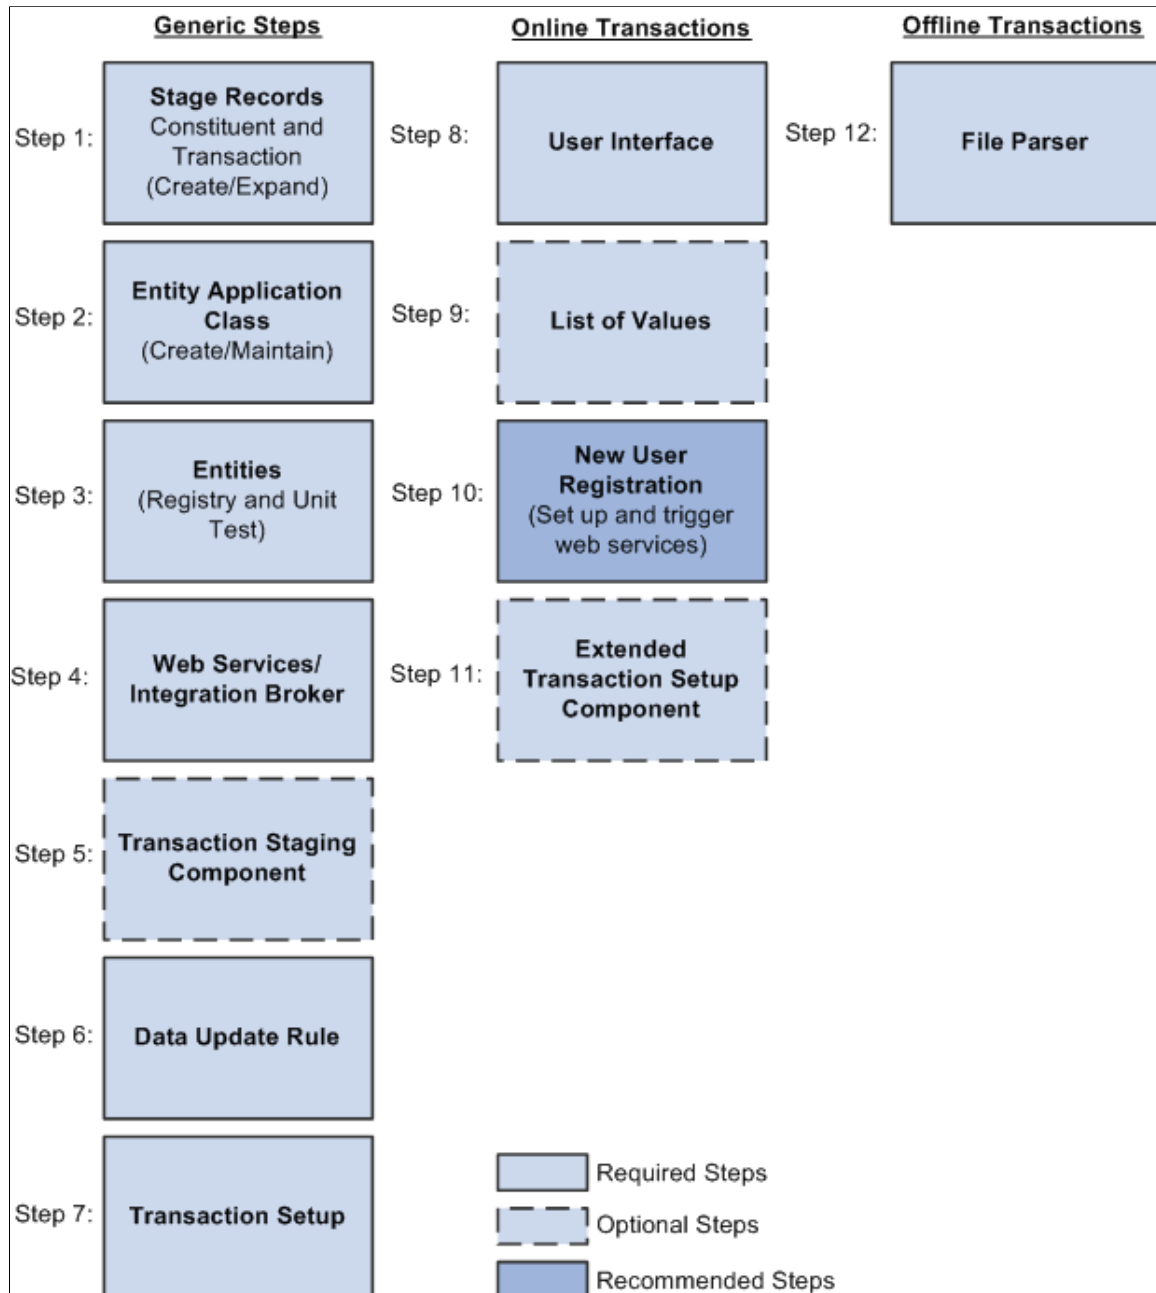 Generic Steps
Step 1:
Stage Records
Constituent and
Transaction
(Create/Expand)
Step 2:
Entity Application
Class
(Create/Maintain)
Step 3:
Entities
(Registry and Unit
Test)
Step 4:
Web Services/
Integration Broker
Step 5:
Transaction Staging
Component
Step 6:
Data Update Rule
Step 7:
Transaction Setup
Online Transactions
Step 8:
User Interface
Step 9:
List of Values
Step 10:
New User
Registration
(Set up and trigger
web services)
Step 11:
Extended
Transaction Setup
Component
Offline Transactions
Step 12:
File Parser
Required Steps
Optional Steps
Recommended Steps